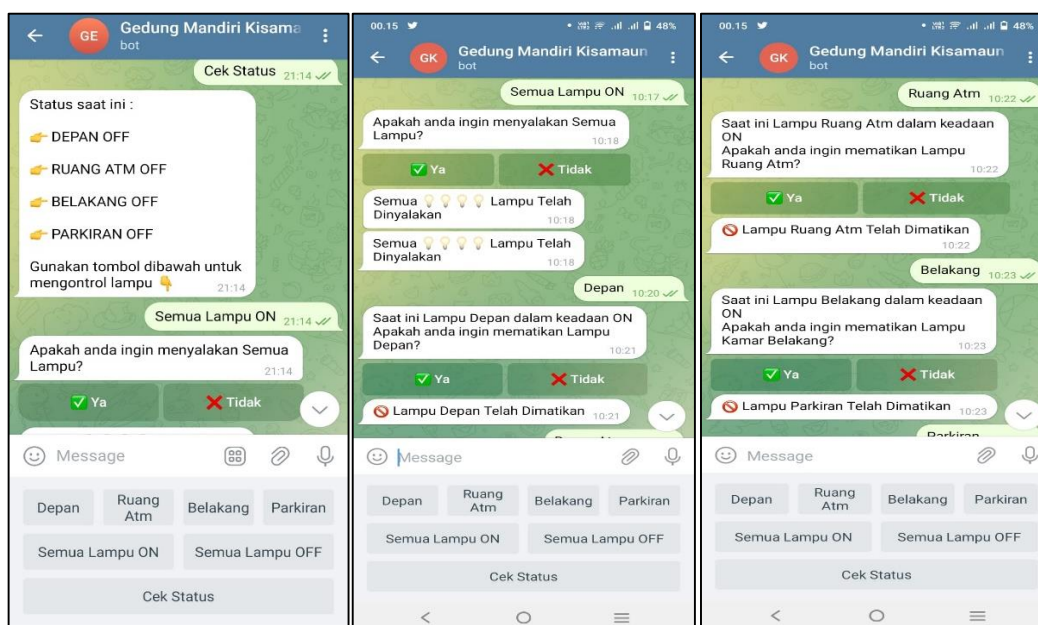 GE
Gedung Mandiri Kisama
bot
Cek Status 21:14
Status saat ini :
👉 DEPAN OFF
👉 RUANG ATM OFF
👉 BELAKANG OFF
👉 PARKIRAN OFF
Gunakan tombol dibawah untuk
mengontrol lampu 👇 21:14
Semua Lampu ON 21:14
Apakah anda ingin menyalakan Semua
Lampu? 21:14
✅ Ya ❌ Tidak
Message
Depan Ruang Atm Belakang Parkiran
Semua Lampu ON Semua Lampu OFF
Cek Status
00.15 48%
GK
Gedung Mandiri Kisamaun
bot
Semua Lampu ON 10:17
Apakah anda ingin menyalakan Semua
Lampu? 10:18
✅ Ya ❌ Tidak
Semua 💡💡💡💡 Lampu Telah
Dinyalakan 10:18
Semua 💡💡💡💡 Lampu Telah
Dinyalakan 10:18
Depan 10:20
Saat ini Lampu Depan dalam keadaan ON
Apakah anda ingin mematikan Lampu
Depan? 10:21
✅ Ya ❌ Tidak
🚫 Lampu Depan Telah Dimatikan 10:21
Message
Depan Ruang Atm Belakang Parkiran
Semua Lampu ON Semua Lampu OFF
Cek Status
00.15 48%
GK
Gedung Mandiri Kisamaun
bot
Ruang Atm 10:22
Saat ini Lampu Ruang Atm dalam keadaan
ON
Apakah anda ingin mematikan Lampu
Ruang Atm? 10:22
✅ Ya ❌ Tidak
🚫 Lampu Ruang Atm Telah Dimatikan
10:22
Belakang 10:23
Saat ini Lampu Belakang dalam keadaan
ON
Apakah anda ingin mematikan Lampu
Kamar Belakang? 10:23
✅ Ya ❌ Tidak
🚫 Lampu Parkiran Telah Dimatikan 10:23
Parkiran
Message
Depan Ruang Atm Belakang Parkiran
Semua Lampu ON Semua Lampu OFF
Cek Status